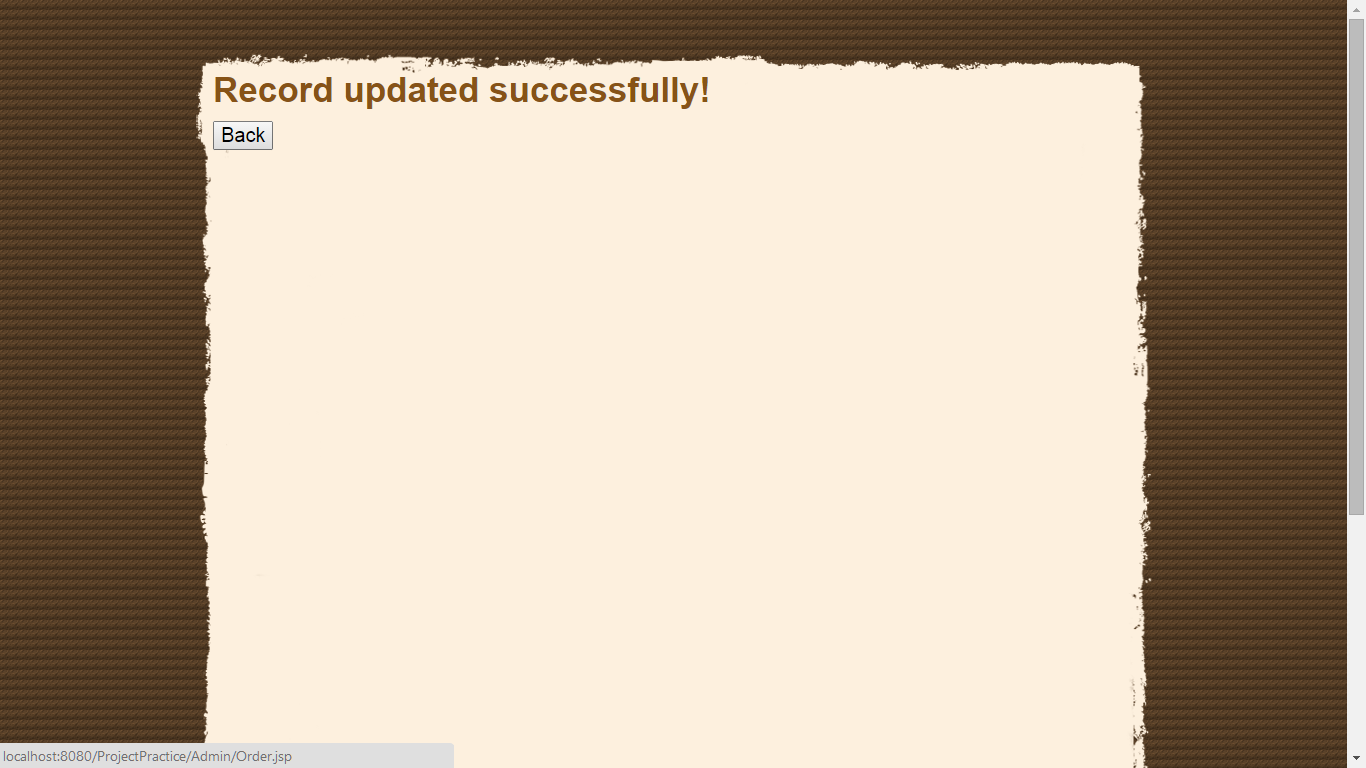 Record updated successfully!
Back
localhost:8080/ProjectPractice/Admin/Order.jsp